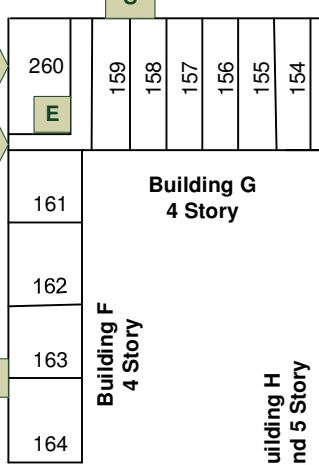 260
E
159
158
157
156
155
154
Building G
4 Story
161
162
163
164
Building F
4 Story
uilding H
nd 5 Story